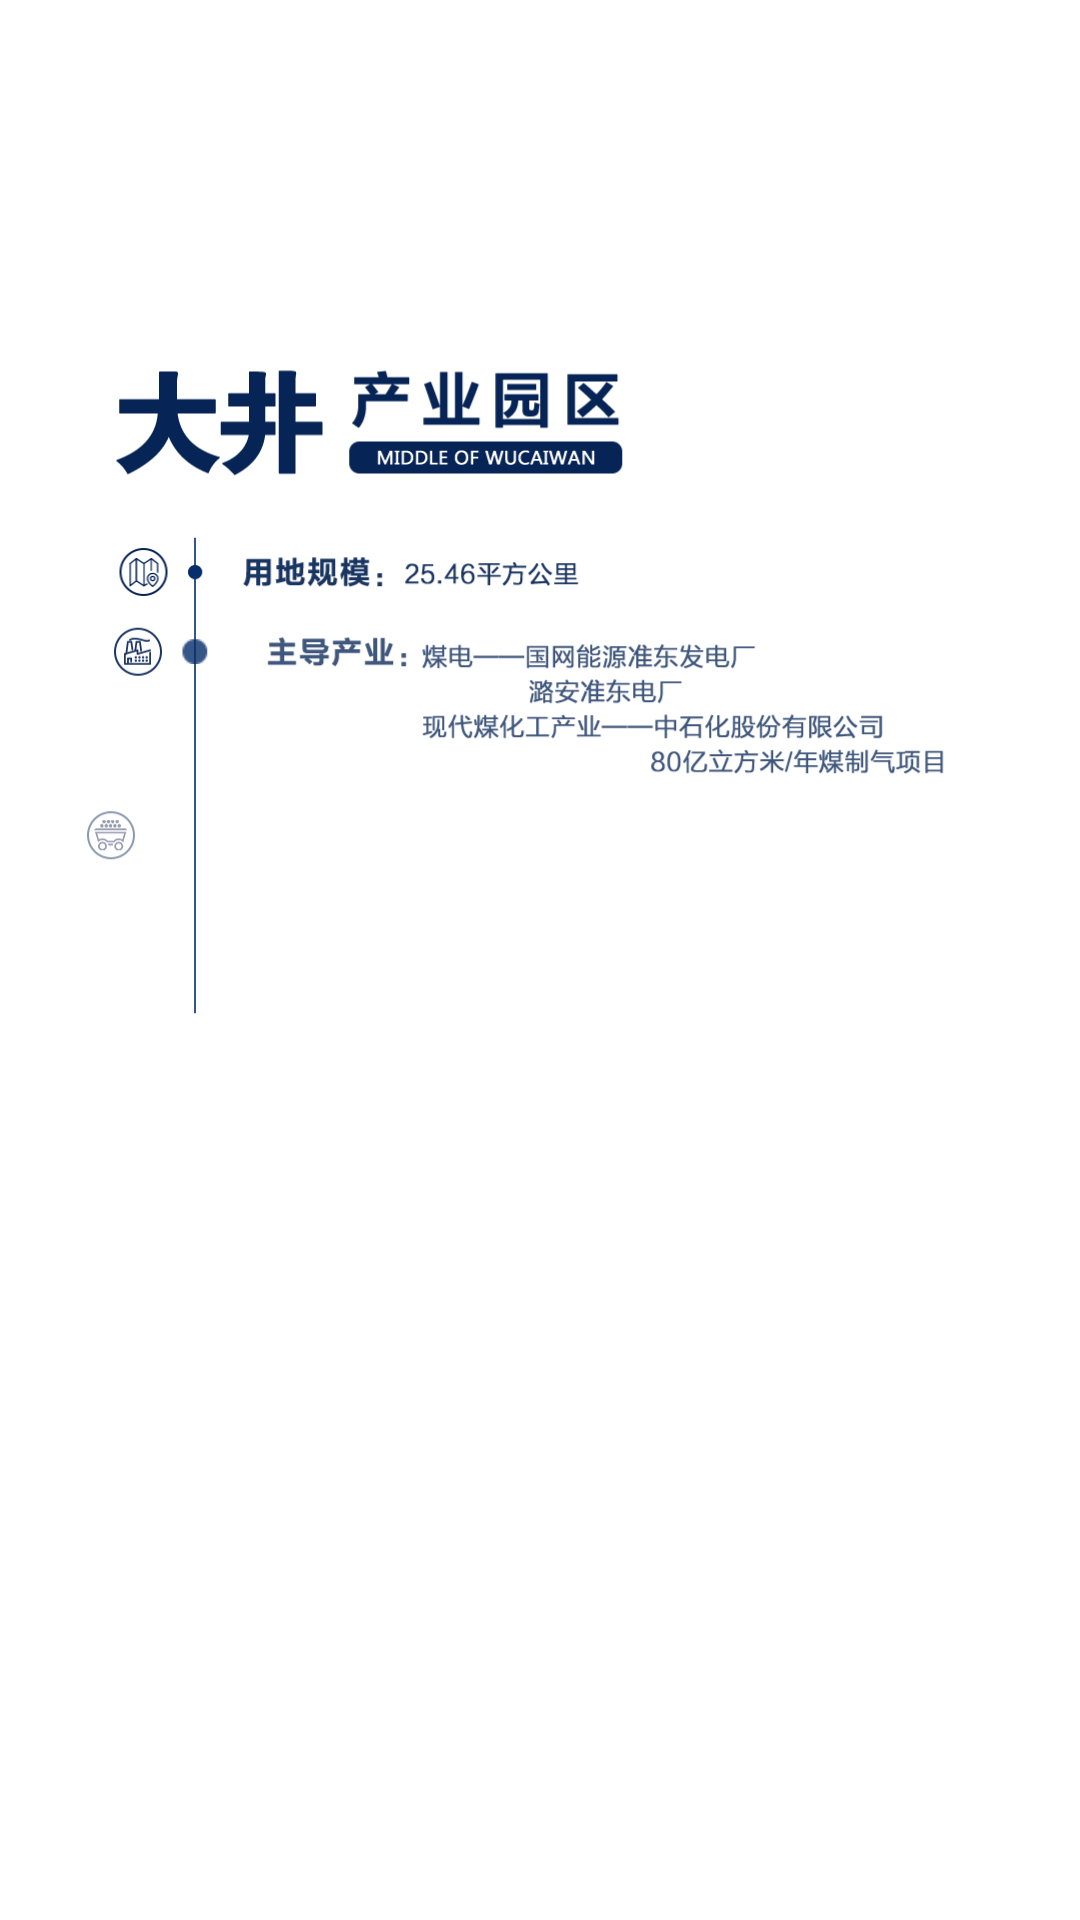 大井 产业园区
MIDDLE OF WUCAIWAN
用地规模：25.46平方公里
主导产业：煤电——国网能源准东发电厂
潞安准东电厂
现代煤化工产业——中石化股份有限公司
80亿立方米/年煤制气项目